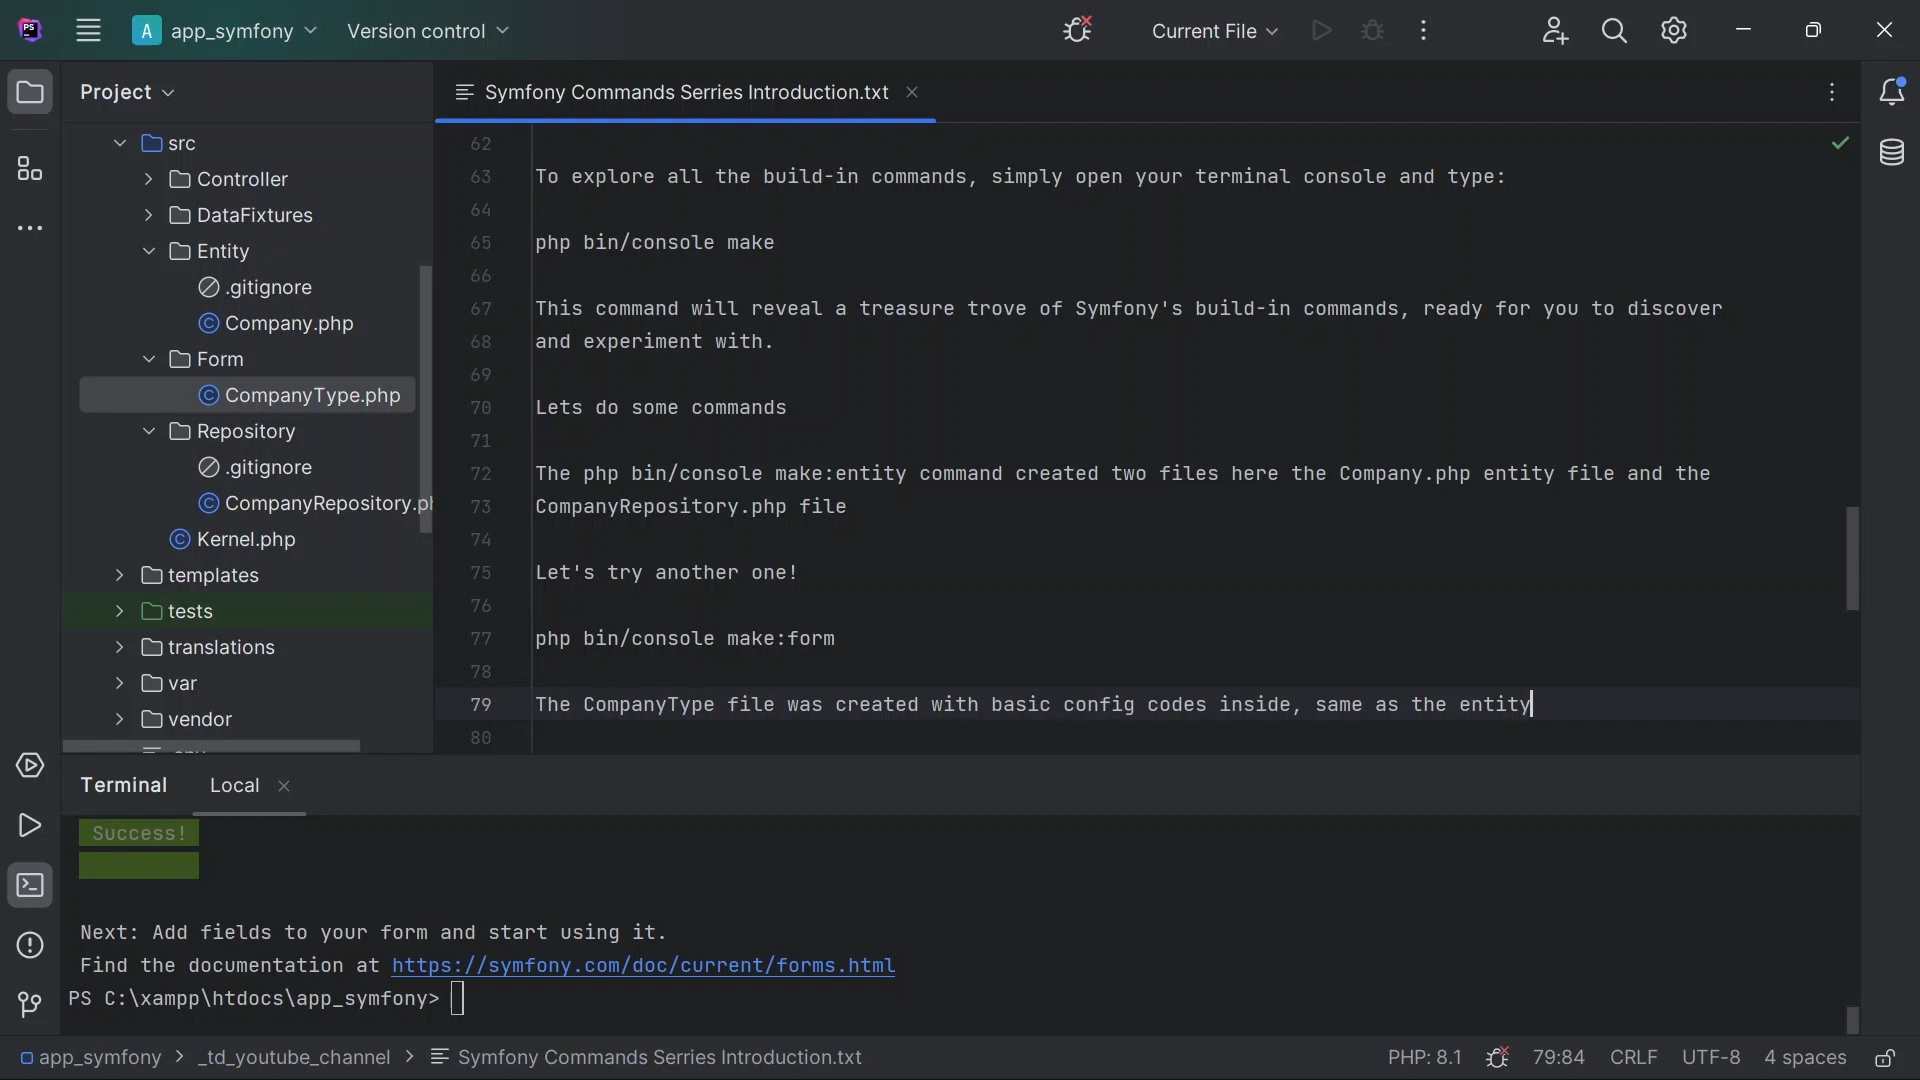 PS
A app_symfony
Version control
Current File
Project
Symfony Commands Serries Introduction.txt
src
Controller
DataFixtures
Entity
.gitignore
Company.php
Form
CompanyType.php
Repository
.gitignore
CompanyRepository.ph
Kernel.php
templates
tests
translations
var
vendor
62
63 To explore all the build-in commands, simply open your terminal console and type:
64
65 php bin/console make
66
67 This command will reveal a treasure trove of Symfony's build-in commands, ready for you to discover
68 and experiment with.
69
70 Lets do some commands
71
72 The php bin/console make:entity command created two files here the Company.php entity file and the
73 CompanyRepository.php file
74
75 Let's try another one!
76
77 php bin/console make:form
78
79 The CompanyType file was created with basic config codes inside, same as the entity
80
Terminal
Local
Success!
Next: Add fields to your form and start using it.
Find the documentation at https://symfony.com/doc/current/forms.html
PS C:\xampp\htdocs\app_symfony>
app_symfony > _td_youtube_channel > Symfony Commands Serries Introduction.txt
PHP: 8.1
79:84
CRLF
UTF-8
4 spaces